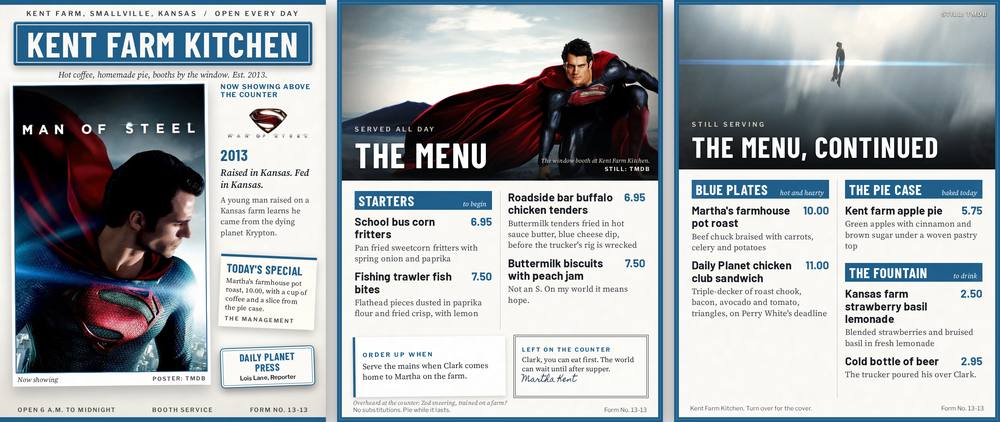 KENT FARM, SMALLVILLE, KANSAS / OPEN EVERY DAY
KENT FARM KITCHEN
Hot coffee, homemade pie, booths by the window. Est. 2013.
MAN OF STEEL
Now showing
POSTER: TMDB
NOW SHOWING ABOVE
THE COUNTER
MAN OF STEEL
2013
Raised in Kansas. Fed
in Kansas.
A young man raised on a
Kansas farm learns he
came from the dying
planet Krypton.
TODAY'S SPECIAL
Martha's farmhouse pot
roast, 10.00, with a cup of
coffee and a slice from
the pie case.
THE MANAGEMENT
DAILY PLANET
PRESS
Lois Lane, Reporter
OPEN 6 A.M. TO MIDNIGHT
BOOTH SERVICE
FORM NO. 13-13
SERVED ALL DAY
THE MENU
The window booth at Kent Farm Kitchen.
STILL: TMDB
STARTERS
to begin
School bus corn
fritters
6.95
Pan fried sweetcorn fritters with
spring onion and paprika
Fishing trawler fish
bites
7.50
Flathead pieces dusted in paprika
flour and fried crisp, with lemon
Roadside bar buffalo
chicken tenders
6.95
Buttermilk tenders fried in hot
sauce butter, blue cheese dip,
before the trucker's rig is wrecked
Buttermilk biscuits
with peach jam
7.50
Not an S. On my world it means
hope.
ORDER UP WHEN
Serve the mains when Clark comes
home to Martha on the farm.
LEFT ON THE COUNTER
Clark, you can eat first. The world
can wait until after supper.
Martha Kent
Overheard at the counter: Zod sneering, trained on a farm?
No substitutions. Pie while it lasts.
Form No. 13-13
STILL: TMDB
STILL SERVING
THE MENU, CONTINUED
BLUE PLATES
hot and hearty
Martha's farmhouse
pot roast
10.00
Beef chuck braised with carrots,
celery and potatoes
Daily Planet chicken
club sandwich
11.00
Triple-decker of roast chook,
bacon, avocado and tomato,
triangles, on Perry White's deadline
THE PIE CASE
baked today
Kent farm apple pie
5.75
Green apples with cinnamon and
brown sugar under a woven pastry
top
THE FOUNTAIN
to drink
Kansas farm
strawberry basil
lemonade
2.50
Blended strawberries and bruised
basil in fresh lemonade
Cold bottle of beer
2.95
The trucker poured his over Clark.
Kent Farm Kitchen. Turn over for the cover.
Form No. 13-13